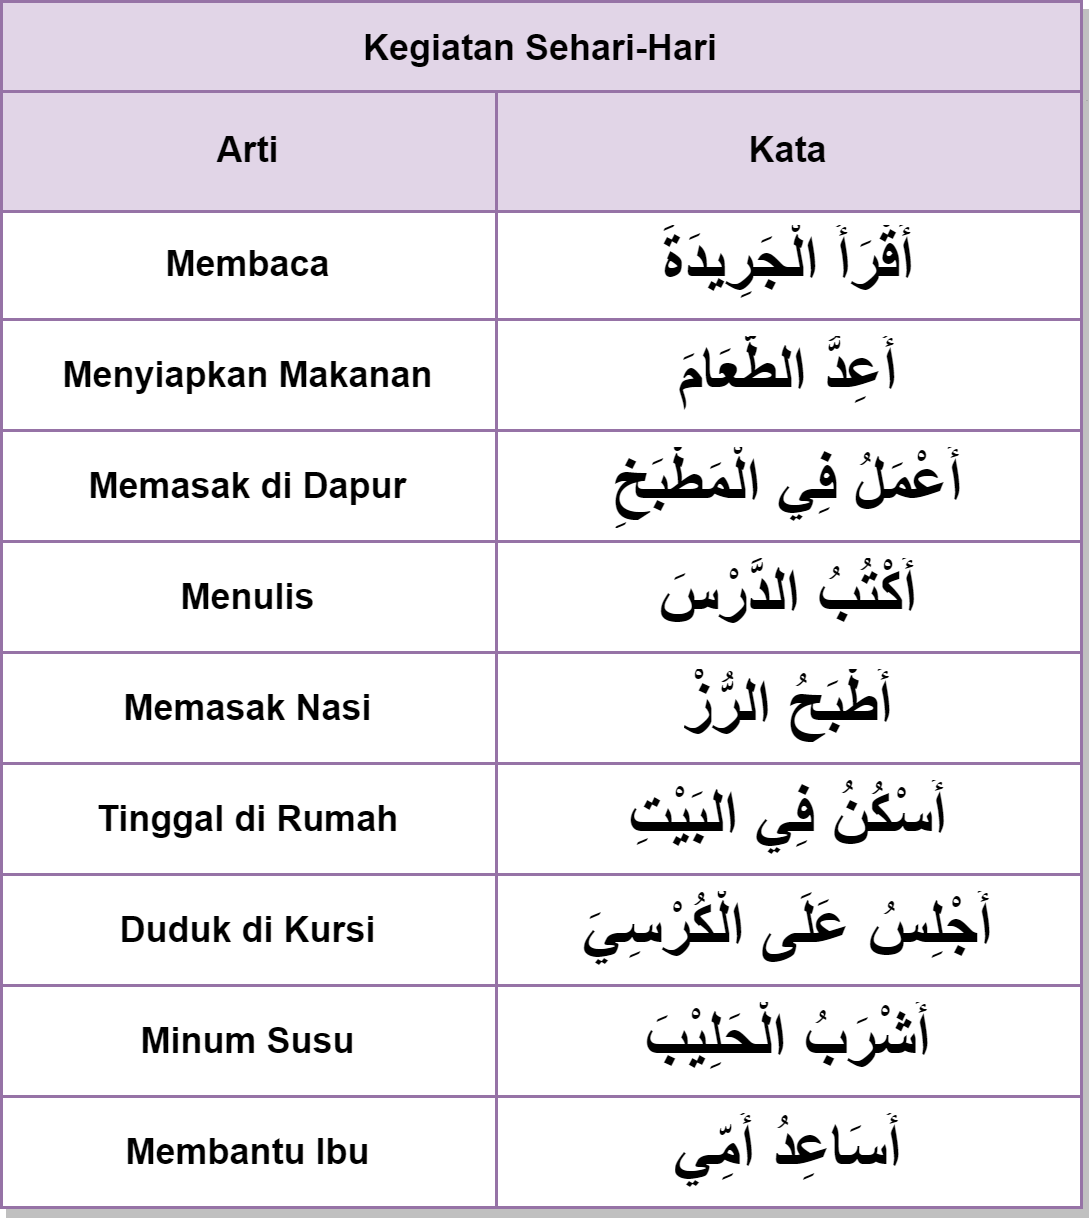 Kegiatan Sehari-Hari
Arti Kata
Membaca أَقْرَأَ الْجَرِيدَةَ
Menyiapkan Makanan أَعِدَّ الطَّعَامَ
Memasak di Dapur أَعْمَلُ فِي الْمَطْبَخِ
Menulis أَكْتُبُ الدَّرْسَ
Memasak Nasi أَطْبَحُ الرُّزْ
Tinggal di Rumah أَسْكُنُ فِي البَيْتِ
Duduk di Kursi أَجْلِسُ عَلَى الْكُرْسِيَ
Minum Susu أَشْرَبُ الْحَلِيْبَ
Membantu Ibu أَسَاعِدُ أَمِّي